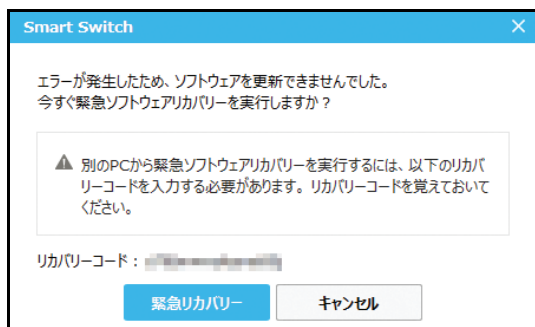 Smart Switch
エラーが発生したため、ソフトウェアを更新できませんでした。
今すぐ緊急ソフトウェアリカバリーを実行しますか？
別のPCから緊急ソフトウェアリカバリーを実行するには、以下のリカバ
リーコードを入力する必要があります。リカバリーコードを覚えておいて
ください。
リカバリーコード：
緊急リカバリー
キャンセル